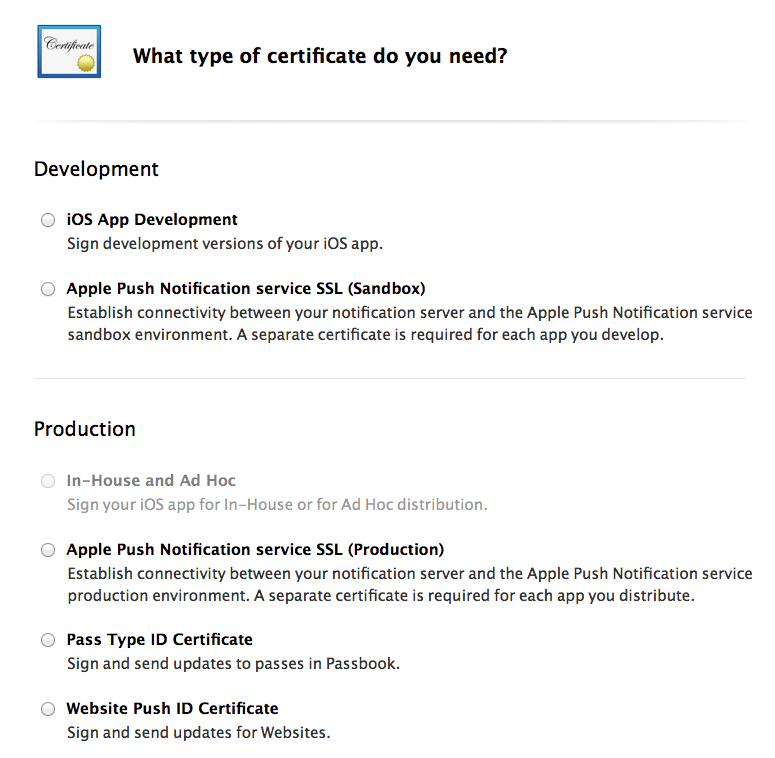 Certificate
What type of certificate do you need?
Development
iOS App Development
Sign development versions of your iOS app.
Apple Push Notification service SSL (Sandbox)
Establish connectivity between your notification server and the Apple Push Notification service
sandbox environment. A separate certificate is required for each app you develop.
Production
In-House and Ad Hoc
Sign your iOS app for In-House or for Ad Hoc distribution.
Apple Push Notification service SSL (Production)
Establish connectivity between your notification server and the Apple Push Notification service
production environment. A separate certificate is required for each app you distribute.
Pass Type ID Certificate
Sign and send updates to passes in Passbook.
Website Push ID Certificate
Sign and send updates for Websites.